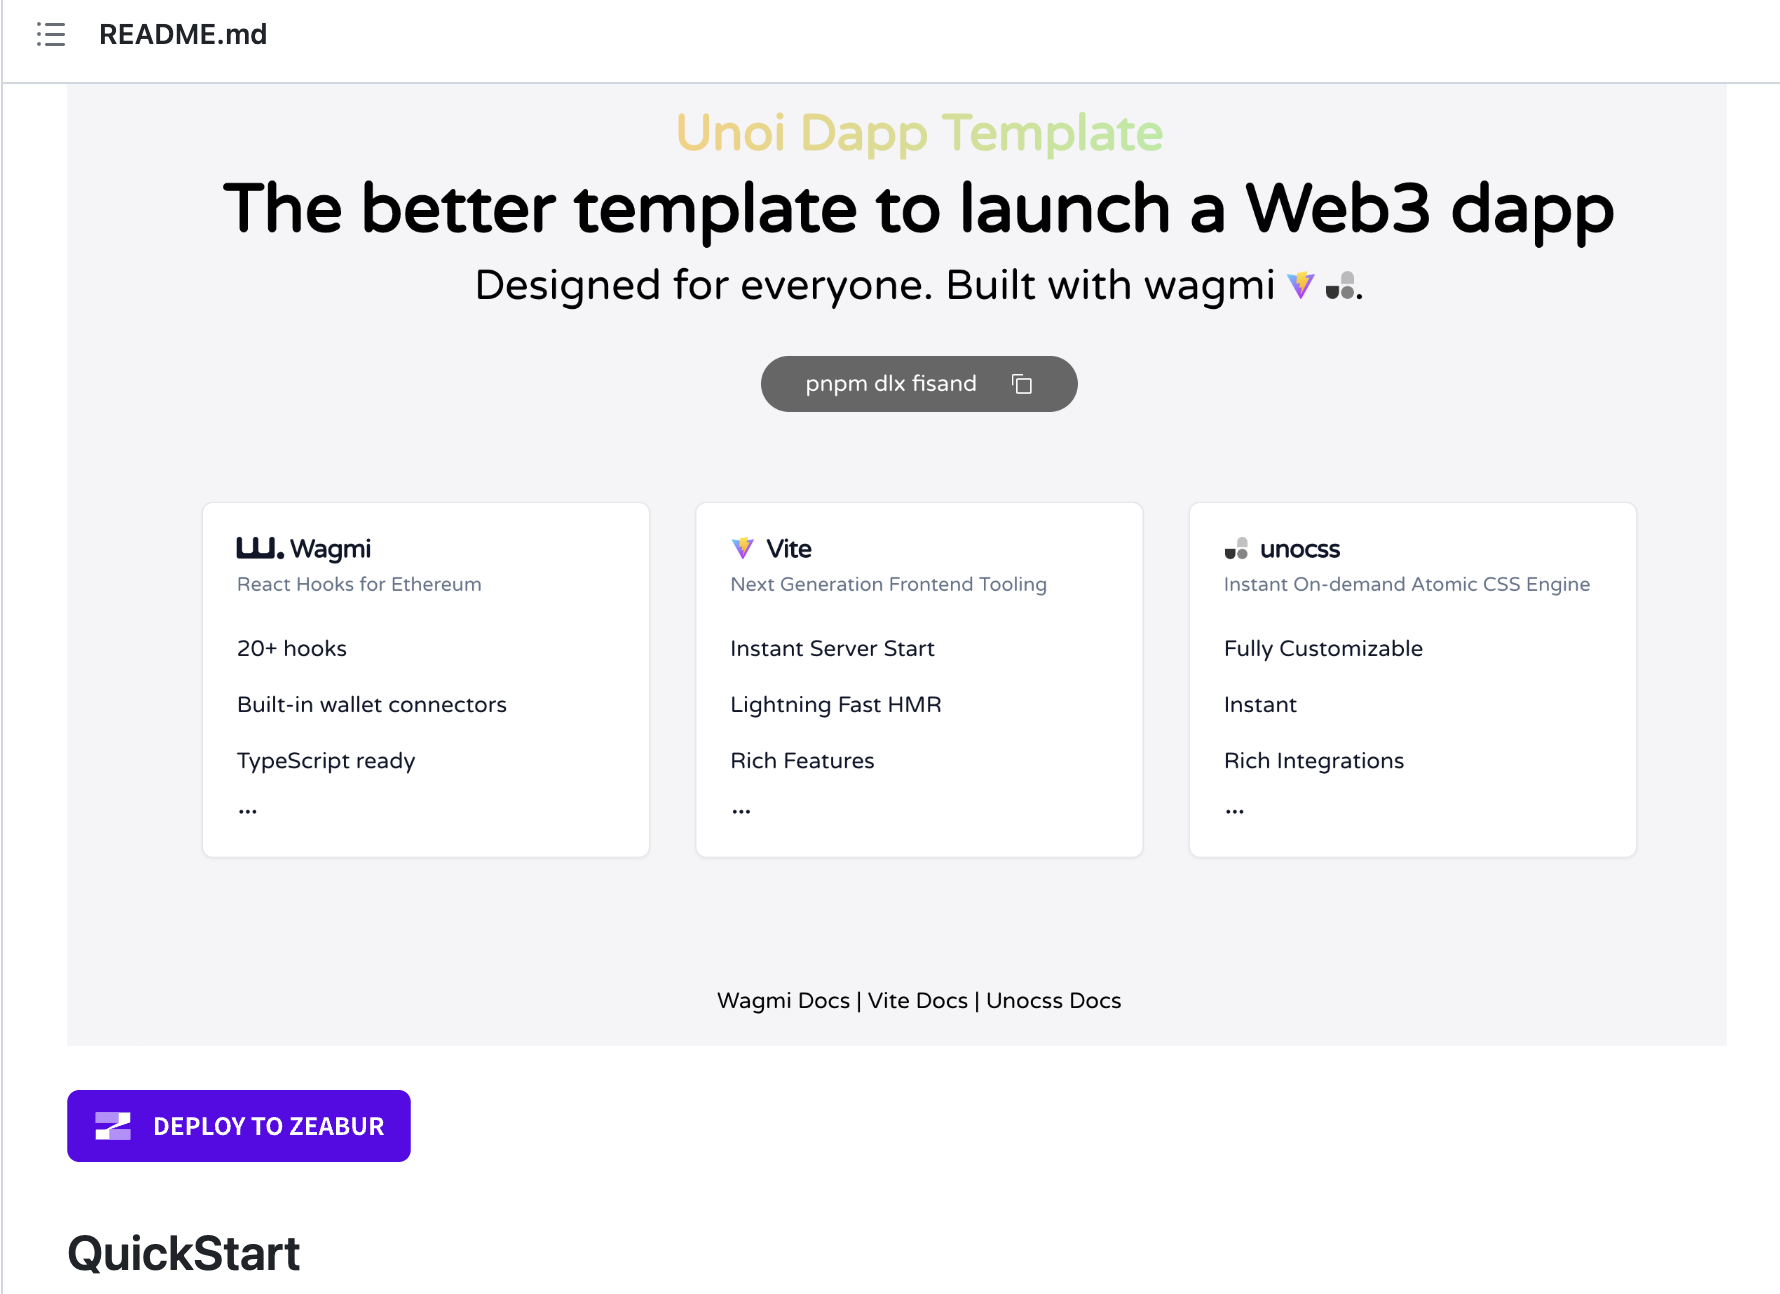 README.md
Unoi Dapp Template
The better template to launch a Web3 dapp
Designed for everyone. Built with wagmi .
pnpm dlx fisand
Wagmi
React Hooks for Ethereum
20+ hooks
Built-in wallet connectors
TypeScript ready
...
Vite
Next Generation Frontend Tooling
Instant Server Start
Lightning Fast HMR
Rich Features
...
unocss
Instant On-demand Atomic CSS Engine
Fully Customizable
Instant
Rich Integrations
...
Wagmi Docs | Vite Docs | Unocss Docs
DEPLOY TO ZEABUR
QuickStart